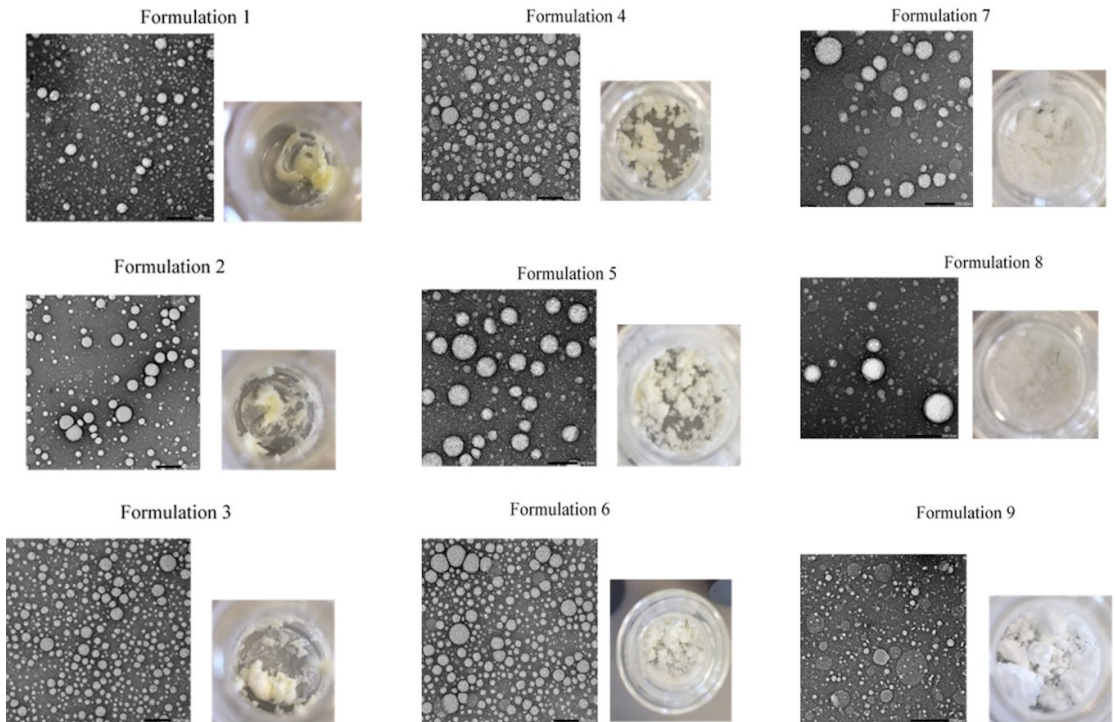 Formulation 1
Formulation 4
Formulation 7
Formulation 2
Formulation 5
Formulation 8
Formulation 3
Formulation 6
Formulation 9